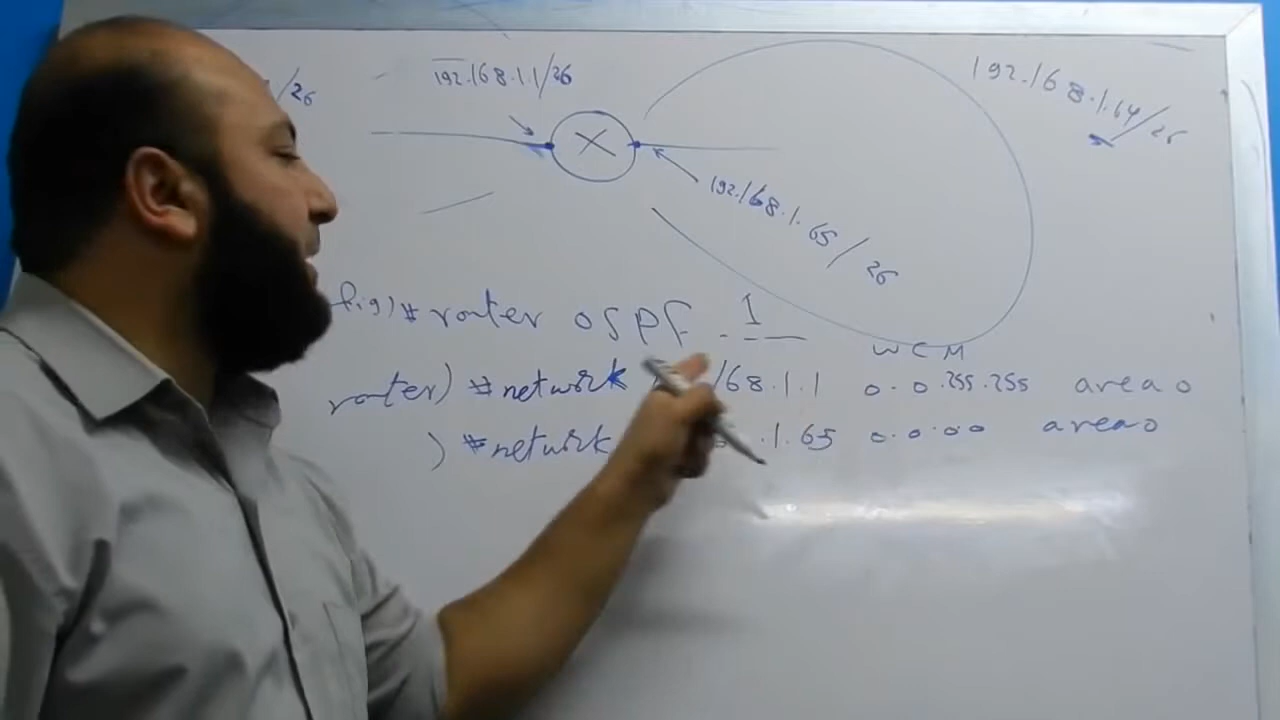 /26
192.168.1.1/26
192.168.1.64/26
192.168.1.65/26
fig)#router ospf 1
WCM
router)#network 168.1.1 0.0.255.255 area 0
)#network .1.65 0.0.0.0 area 0